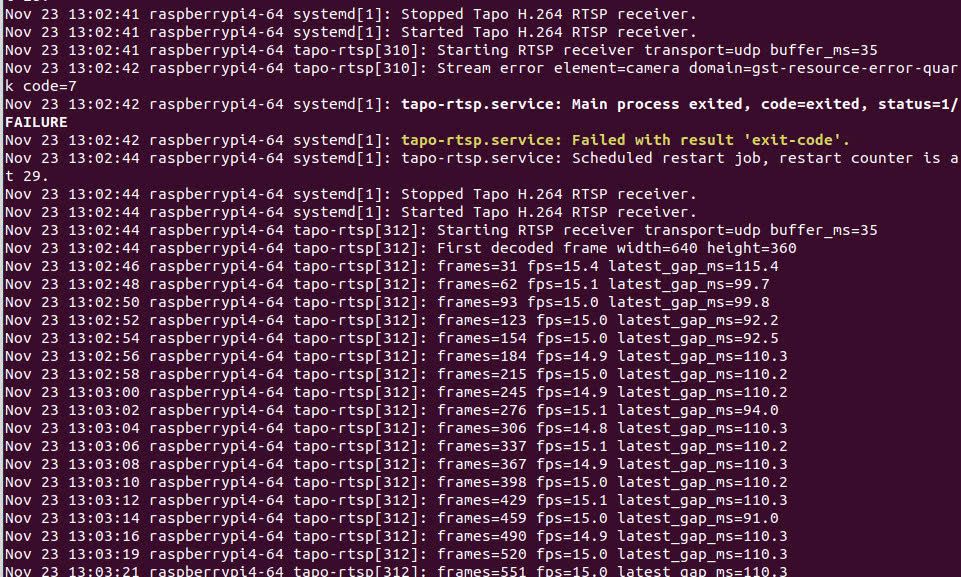 Nov 23 13:02:41 raspberrypi4-64 systemd[1]: Stopped Tapo H.264 RTSP receiver.
Nov 23 13:02:41 raspberrypi4-64 systemd[1]: Started Tapo H.264 RTSP receiver.
Nov 23 13:02:41 raspberrypi4-64 tapo-rtsp[310]: Starting RTSP receiver transport=udp buffer_ms=35
Nov 23 13:02:42 raspberrypi4-64 tapo-rtsp[310]: Stream error element=camera domain=gst-resource-error-quar
k code=7
Nov 23 13:02:42 raspberrypi4-64 systemd[1]: tapo-rtsp.service: Main process exited, code=exited, status=1/
FAILURE
Nov 23 13:02:42 raspberrypi4-64 systemd[1]: tapo-rtsp.service: Failed with result 'exit-code'.
Nov 23 13:02:44 raspberrypi4-64 systemd[1]: tapo-rtsp.service: Scheduled restart job, restart counter is a
t 29.
Nov 23 13:02:44 raspberrypi4-64 systemd[1]: Stopped Tapo H.264 RTSP receiver.
Nov 23 13:02:44 raspberrypi4-64 systemd[1]: Started Tapo H.264 RTSP receiver.
Nov 23 13:02:44 raspberrypi4-64 tapo-rtsp[312]: Starting RTSP receiver transport=udp buffer_ms=35
Nov 23 13:02:44 raspberrypi4-64 tapo-rtsp[312]: First decoded frame width=640 height=360
Nov 23 13:02:46 raspberrypi4-64 tapo-rtsp[312]: frames=31 fps=15.4 latest_gap_ms=115.4
Nov 23 13:02:48 raspberrypi4-64 tapo-rtsp[312]: frames=62 fps=15.1 latest_gap_ms=99.7
Nov 23 13:02:50 raspberrypi4-64 tapo-rtsp[312]: frames=93 fps=15.0 latest_gap_ms=99.8
Nov 23 13:02:52 raspberrypi4-64 tapo-rtsp[312]: frames=123 fps=15.0 latest_gap_ms=92.2
Nov 23 13:02:54 raspberrypi4-64 tapo-rtsp[312]: frames=154 fps=15.0 latest_gap_ms=92.5
Nov 23 13:02:56 raspberrypi4-64 tapo-rtsp[312]: frames=184 fps=14.9 latest_gap_ms=110.3
Nov 23 13:02:58 raspberrypi4-64 tapo-rtsp[312]: frames=215 fps=15.0 latest_gap_ms=110.2
Nov 23 13:03:00 raspberrypi4-64 tapo-rtsp[312]: frames=245 fps=14.9 latest_gap_ms=110.2
Nov 23 13:03:02 raspberrypi4-64 tapo-rtsp[312]: frames=276 fps=15.1 latest_gap_ms=94.0
Nov 23 13:03:04 raspberrypi4-64 tapo-rtsp[312]: frames=306 fps=14.8 latest_gap_ms=110.3
Nov 23 13:03:06 raspberrypi4-64 tapo-rtsp[312]: frames=337 fps=15.1 latest_gap_ms=110.2
Nov 23 13:03:08 raspberrypi4-64 tapo-rtsp[312]: frames=367 fps=14.9 latest_gap_ms=110.3
Nov 23 13:03:10 raspberrypi4-64 tapo-rtsp[312]: frames=398 fps=15.0 latest_gap_ms=110.2
Nov 23 13:03:12 raspberrypi4-64 tapo-rtsp[312]: frames=429 fps=15.1 latest_gap_ms=110.3
Nov 23 13:03:14 raspberrypi4-64 tapo-rtsp[312]: frames=459 fps=15.0 latest_gap_ms=91.0
Nov 23 13:03:16 raspberrypi4-64 tapo-rtsp[312]: frames=490 fps=14.9 latest_gap_ms=110.3
Nov 23 13:03:19 raspberrypi4-64 tapo-rtsp[312]: frames=520 fps=15.0 latest_gap_ms=110.3
Nov 23 13:03:21 raspberrypi4-64 tapo-rtsp[312]: frames=551 fps=15.0 latest_gap_ms=110.3